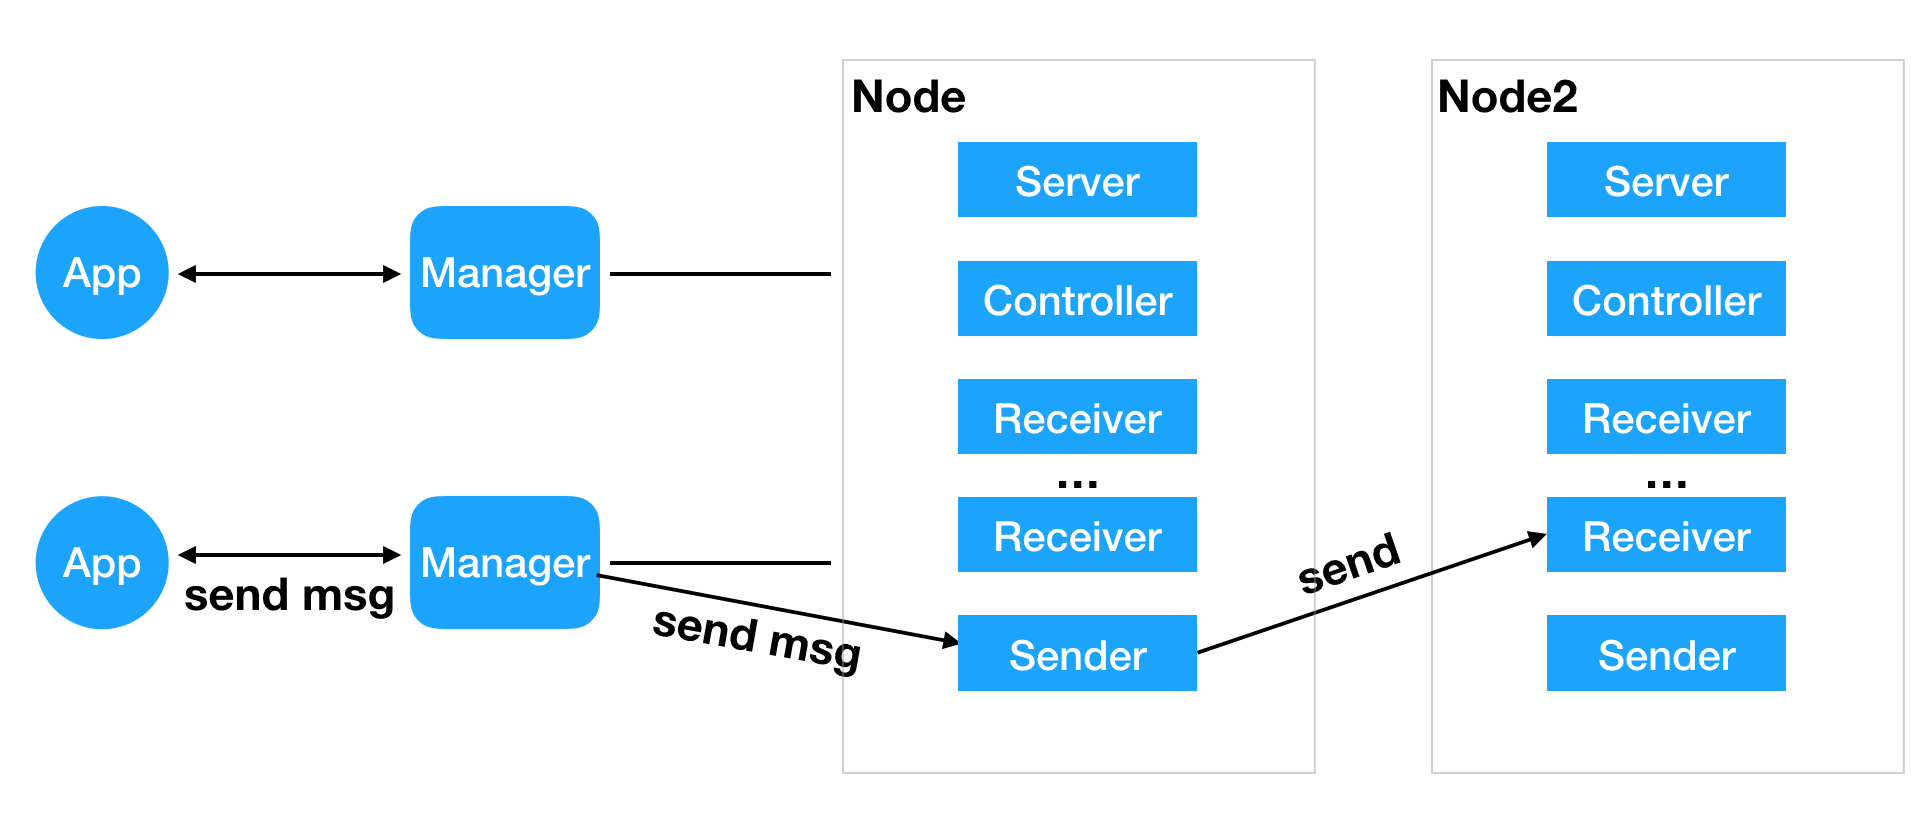 Node
Node2
Server
Server
App
Manager
Controller
Controller
Receiver
Receiver
...
...
Receiver
Receiver
App
send msg
Manager
send msg
send
Sender
Sender